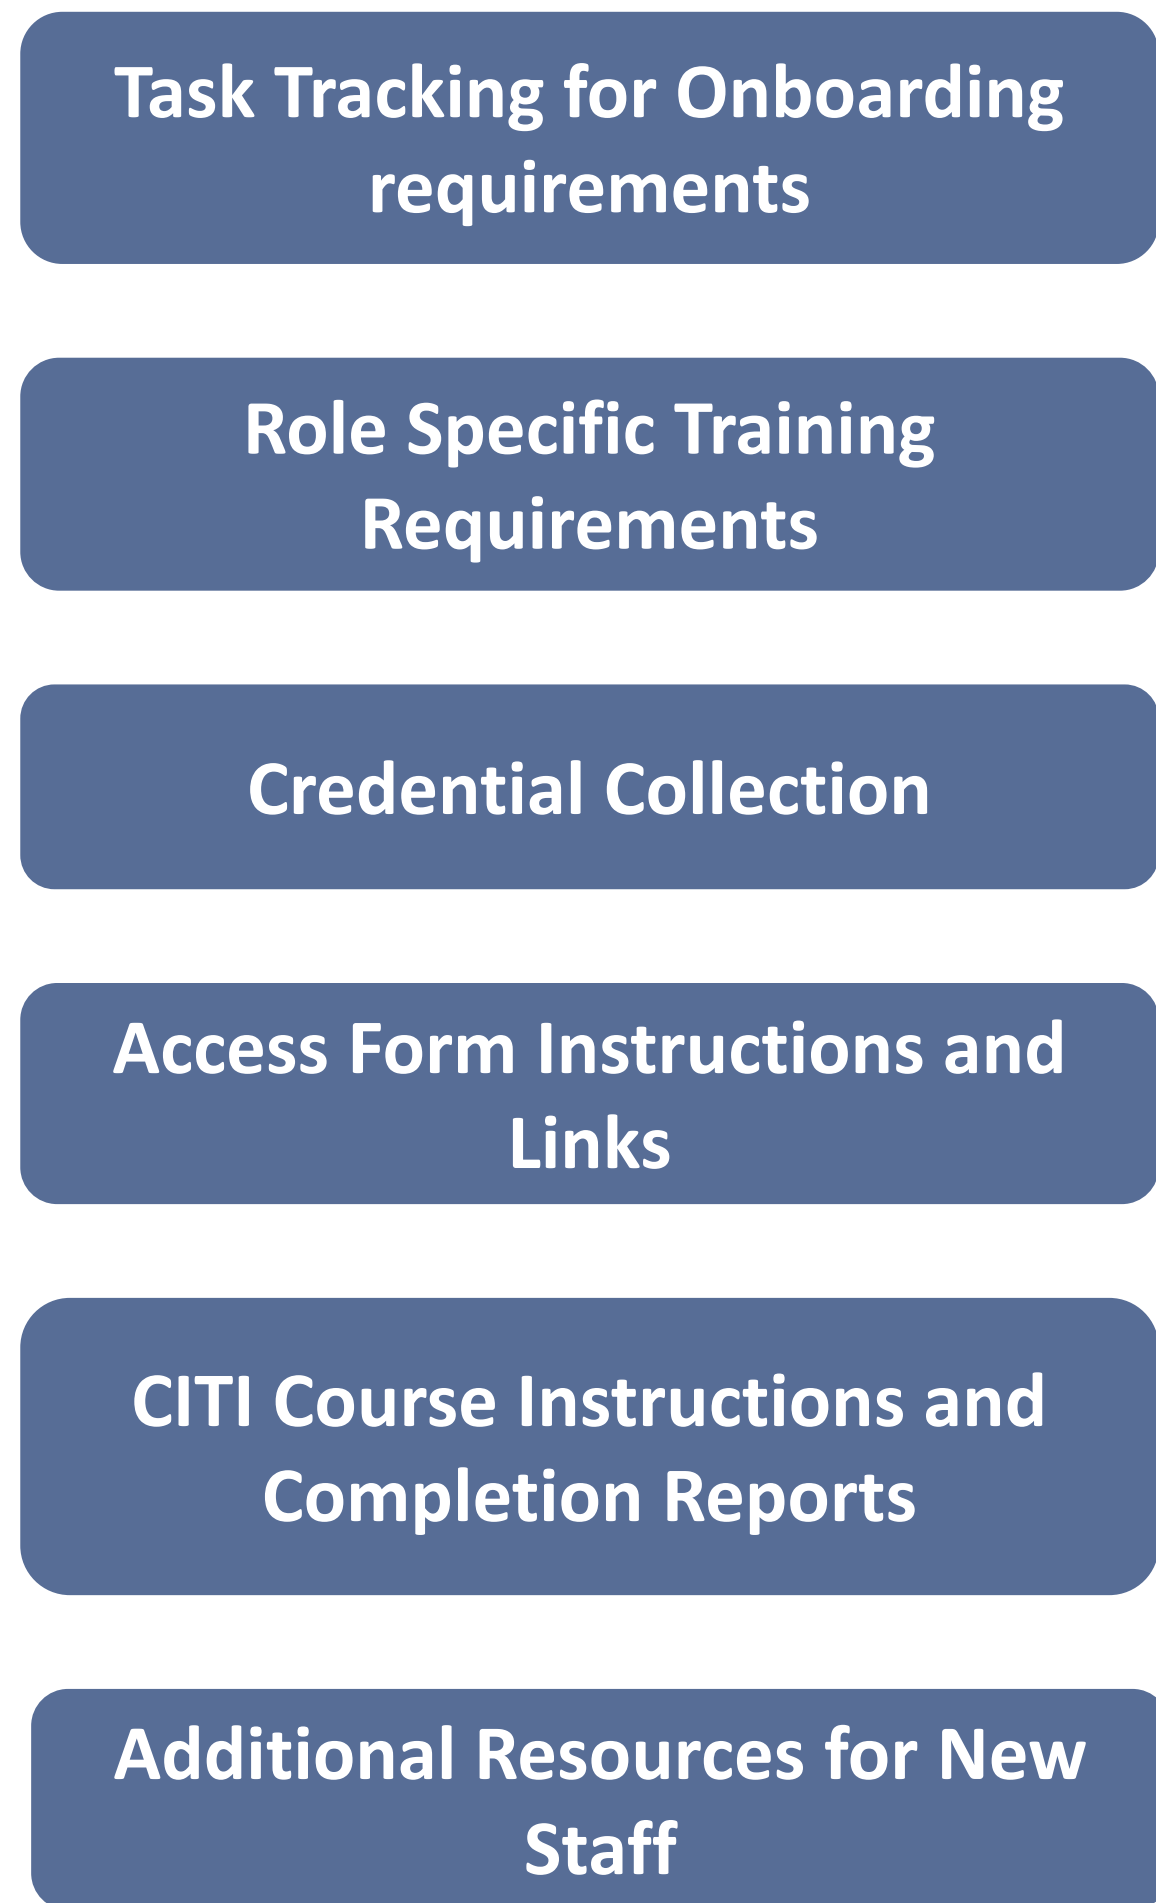 Task Tracking for Onboarding
requirements
Role Specific Training
Requirements
Credential Collection
Access Form Instructions and
Links
CITI Course Instructions and
Completion Reports
Additional Resources for New
Staff